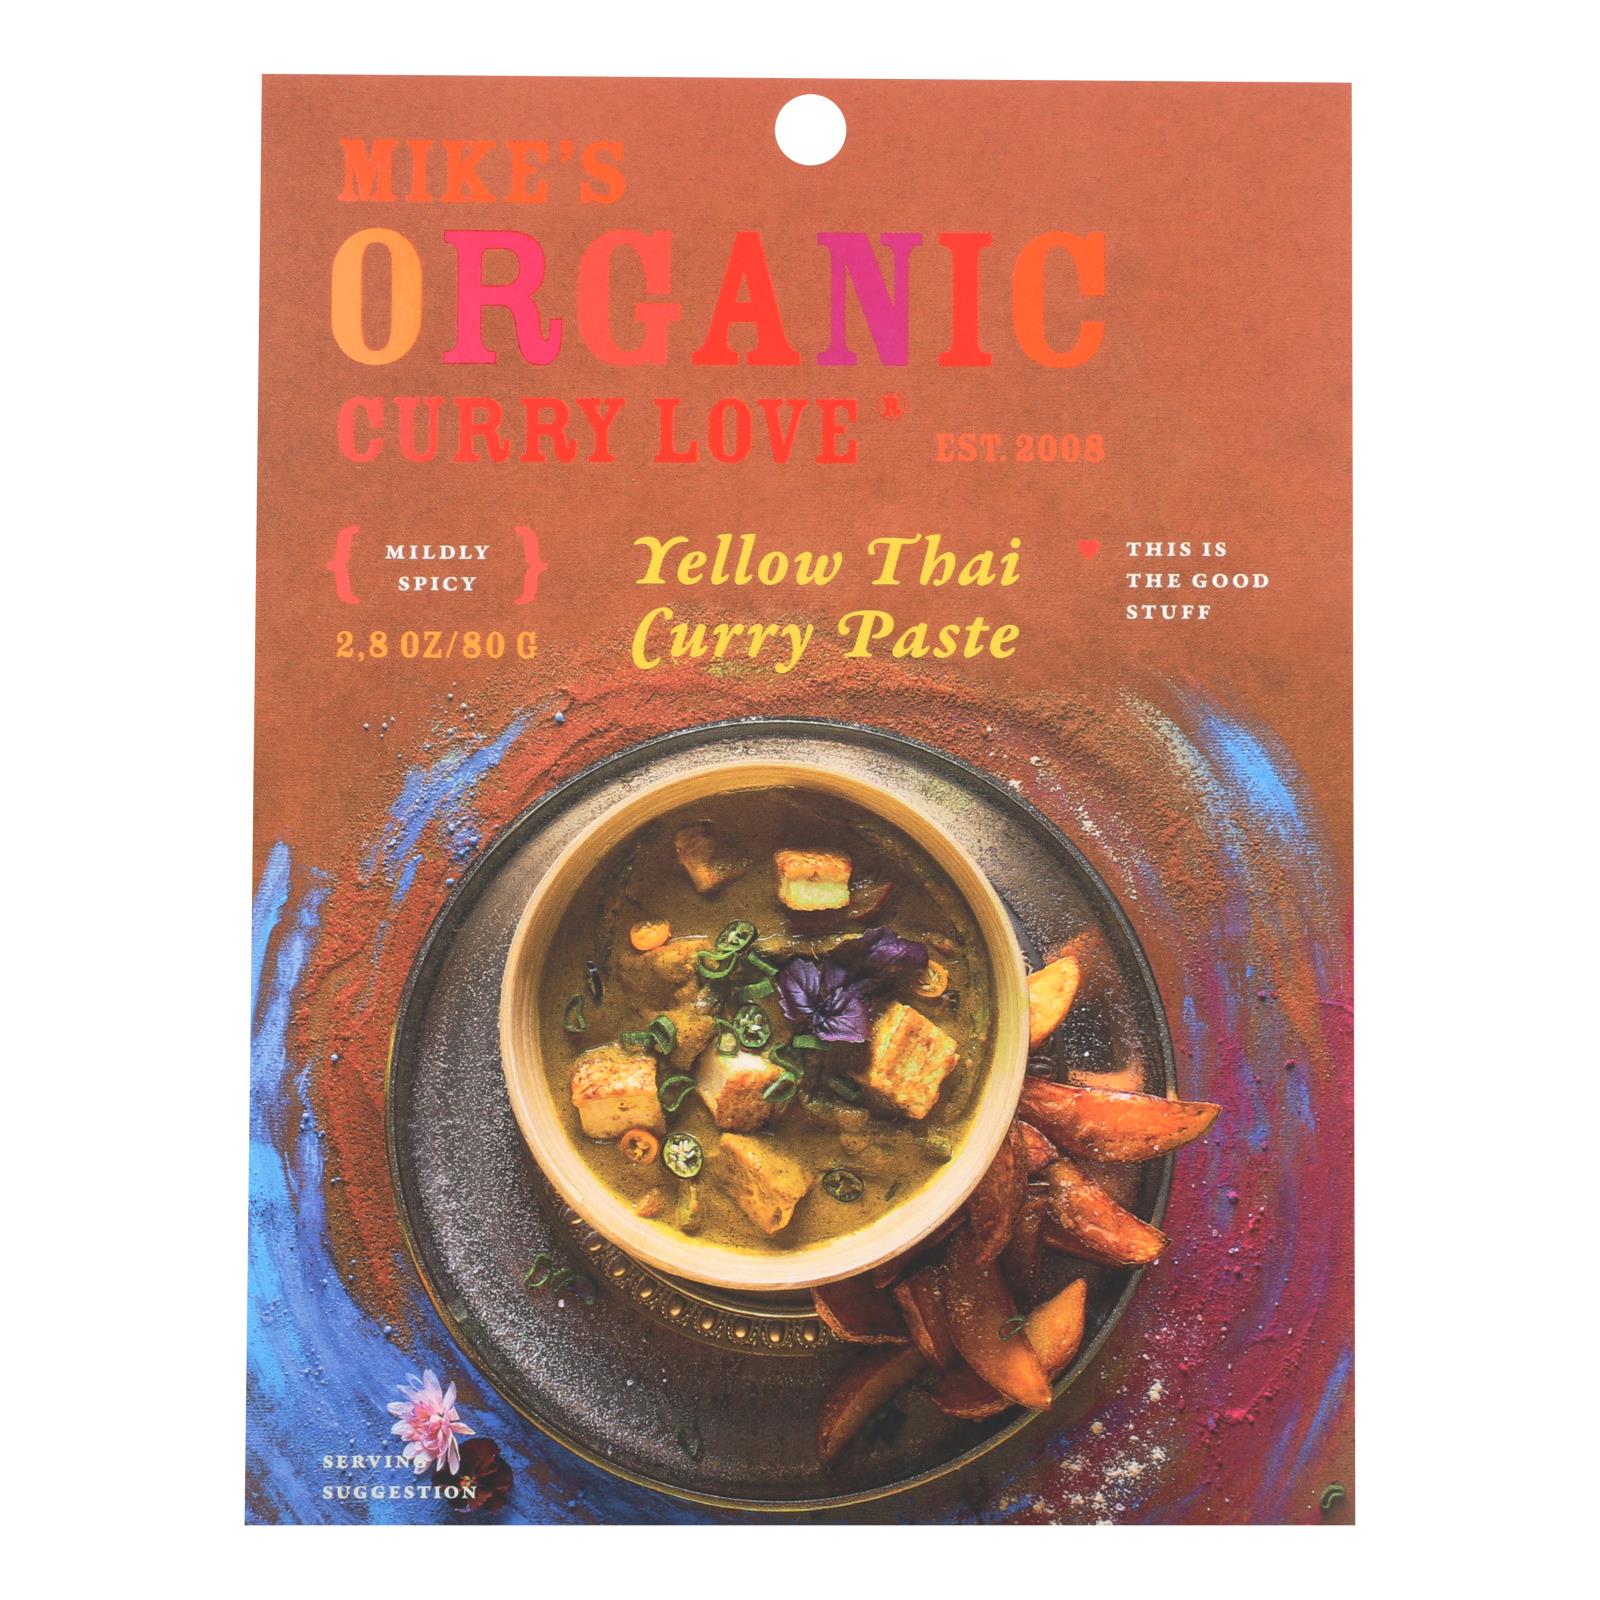 MIKE'S
ORGANIC
CURRY LOVE®
EST. 2008
{ MILDLY
SPICY }
2,8 OZ/80 G
Yellow Thai
Curry Paste
♥ THIS IS
THE GOOD
STUFF
SERVING
SUGGESTION